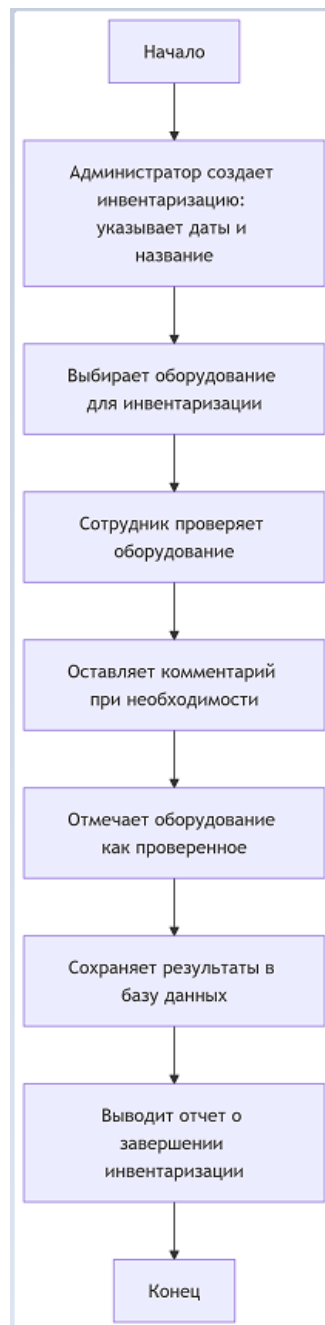 Начало
Администратор создает
инвентаризацию:
указывает даты и
название
Выбирает оборудование
для инвентаризации
Сотрудник проверяет
оборудование
Оставляет комментарий
при необходимости
Отмечает оборудование
как проверенное
Сохраняет результаты в
базу данных
Выводит отчет о
завершении
инвентаризации
Конец